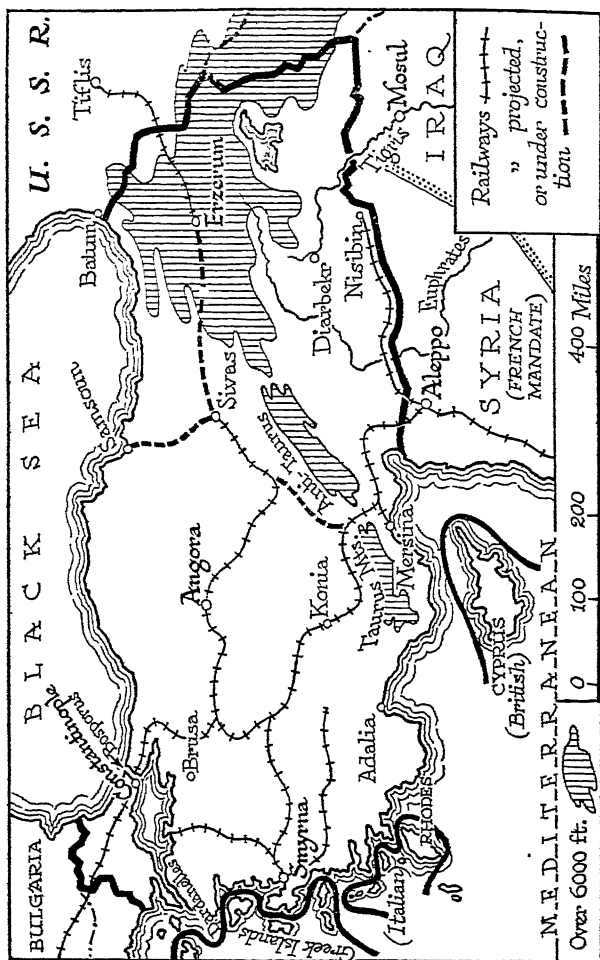 BULGARIA
BLACK SEA
U. S. S. R.
Constantinople
Bosporus
Samsoun
Batum
Tiflis
Dardanelles
Brusa
Angora
Sivas
Erzerum
Smyrna
Konia
Anti-Taurus
Diarbekr
Nisibin
Tigris
Mosul
IRAQ
Greek Islands
(Italian)
RHODES
Adalia
Taurus Mts.
Mersina
Aleppo
Euphrates
SYRIA
(FRENCH
MANDATE)
CYPRUS
(British)
MEDITERRANEAN
Railways
„ projected,
or under construc-
tion
Over 6000 ft.
0 100 200 400 Miles